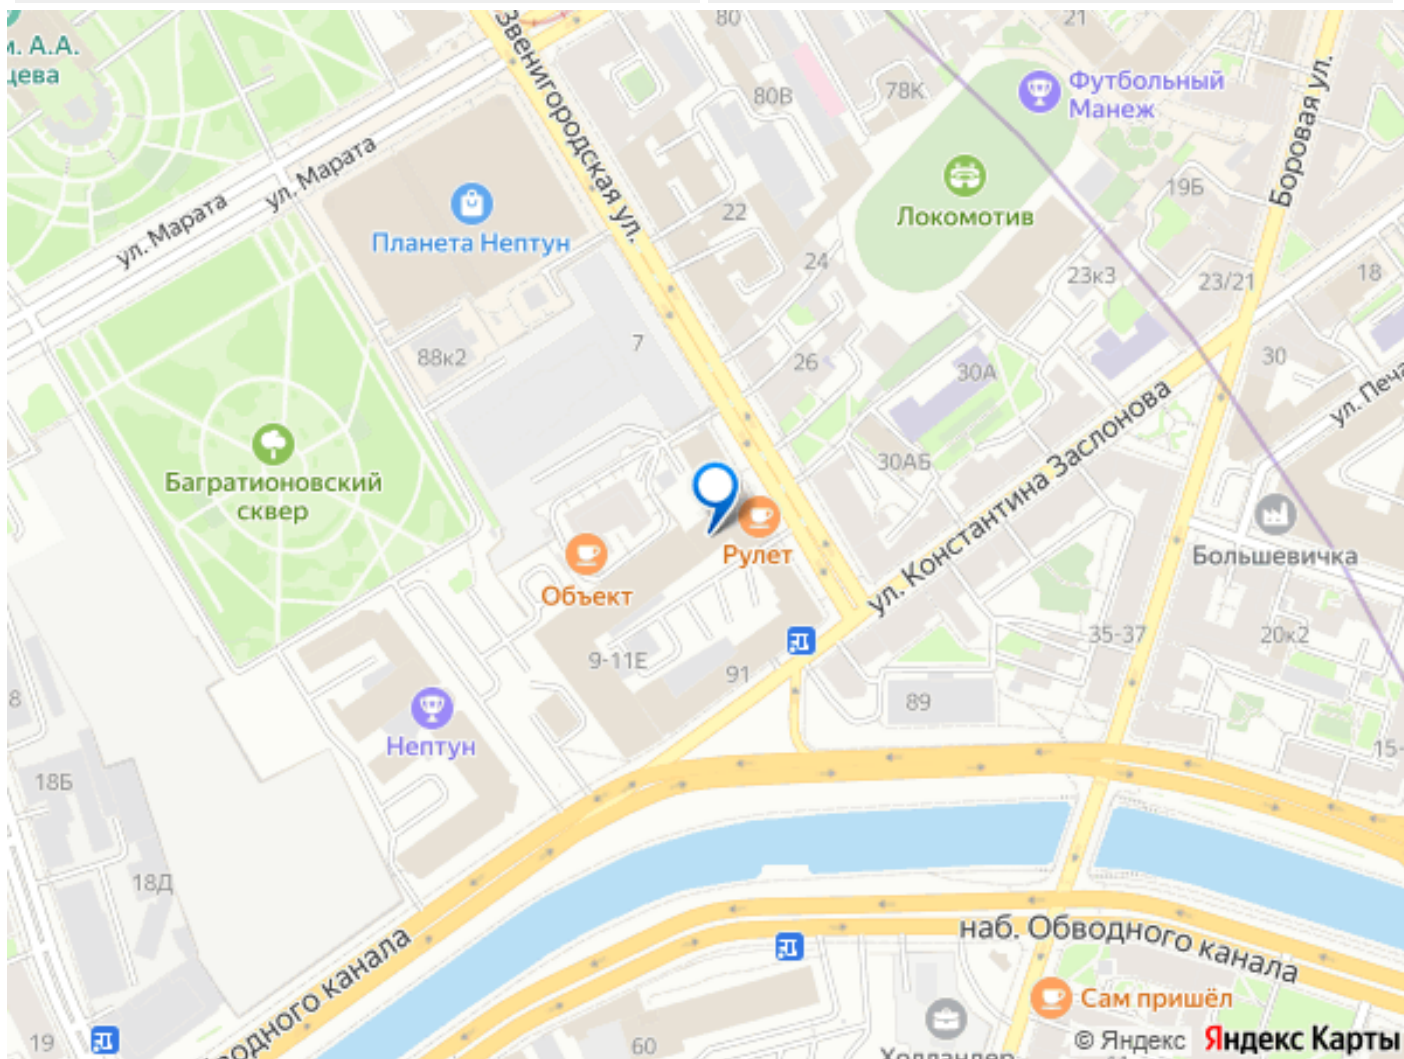 80
21
м. А.А.
цева
Звенигородская ул.
Боровая ул.
80В
78К
Футбольный
Манеж
ул. Марата
ул. Марата
19Б
22
Локомотив
Планета Нептун
24
23к3
23/21
18
7
88к2
26
30А
30
ул. Печа
ул. Константина Заслонова
30АБ
Багратионовский
сквер
Рулет
Большевичка
Объект
9-11Е
91
35-37
20к2
89
8
Нептун
15-
18Б
18Д
наб. Обводного канала
водного канала
Сам пришёл
19
60
Холландер
© Яндекс Яндекс Карты